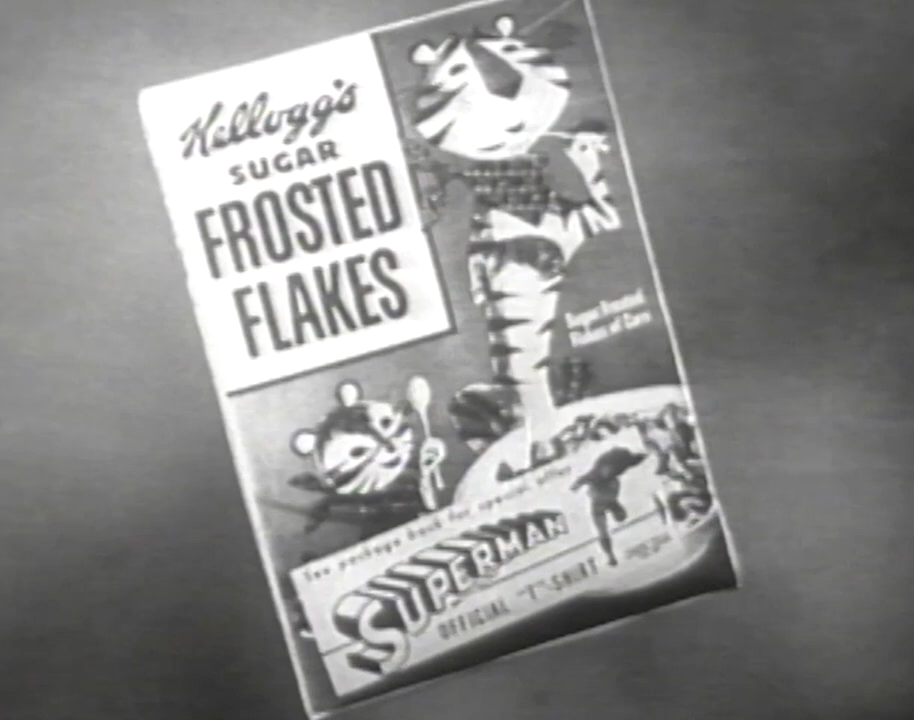 Kellogg's
SUGAR
FROSTED
FLAKES
Sugar Frosted
Flakes of Corn
See package back for special offer
SUPERMAN
OFFICIAL "T"-SHIRT